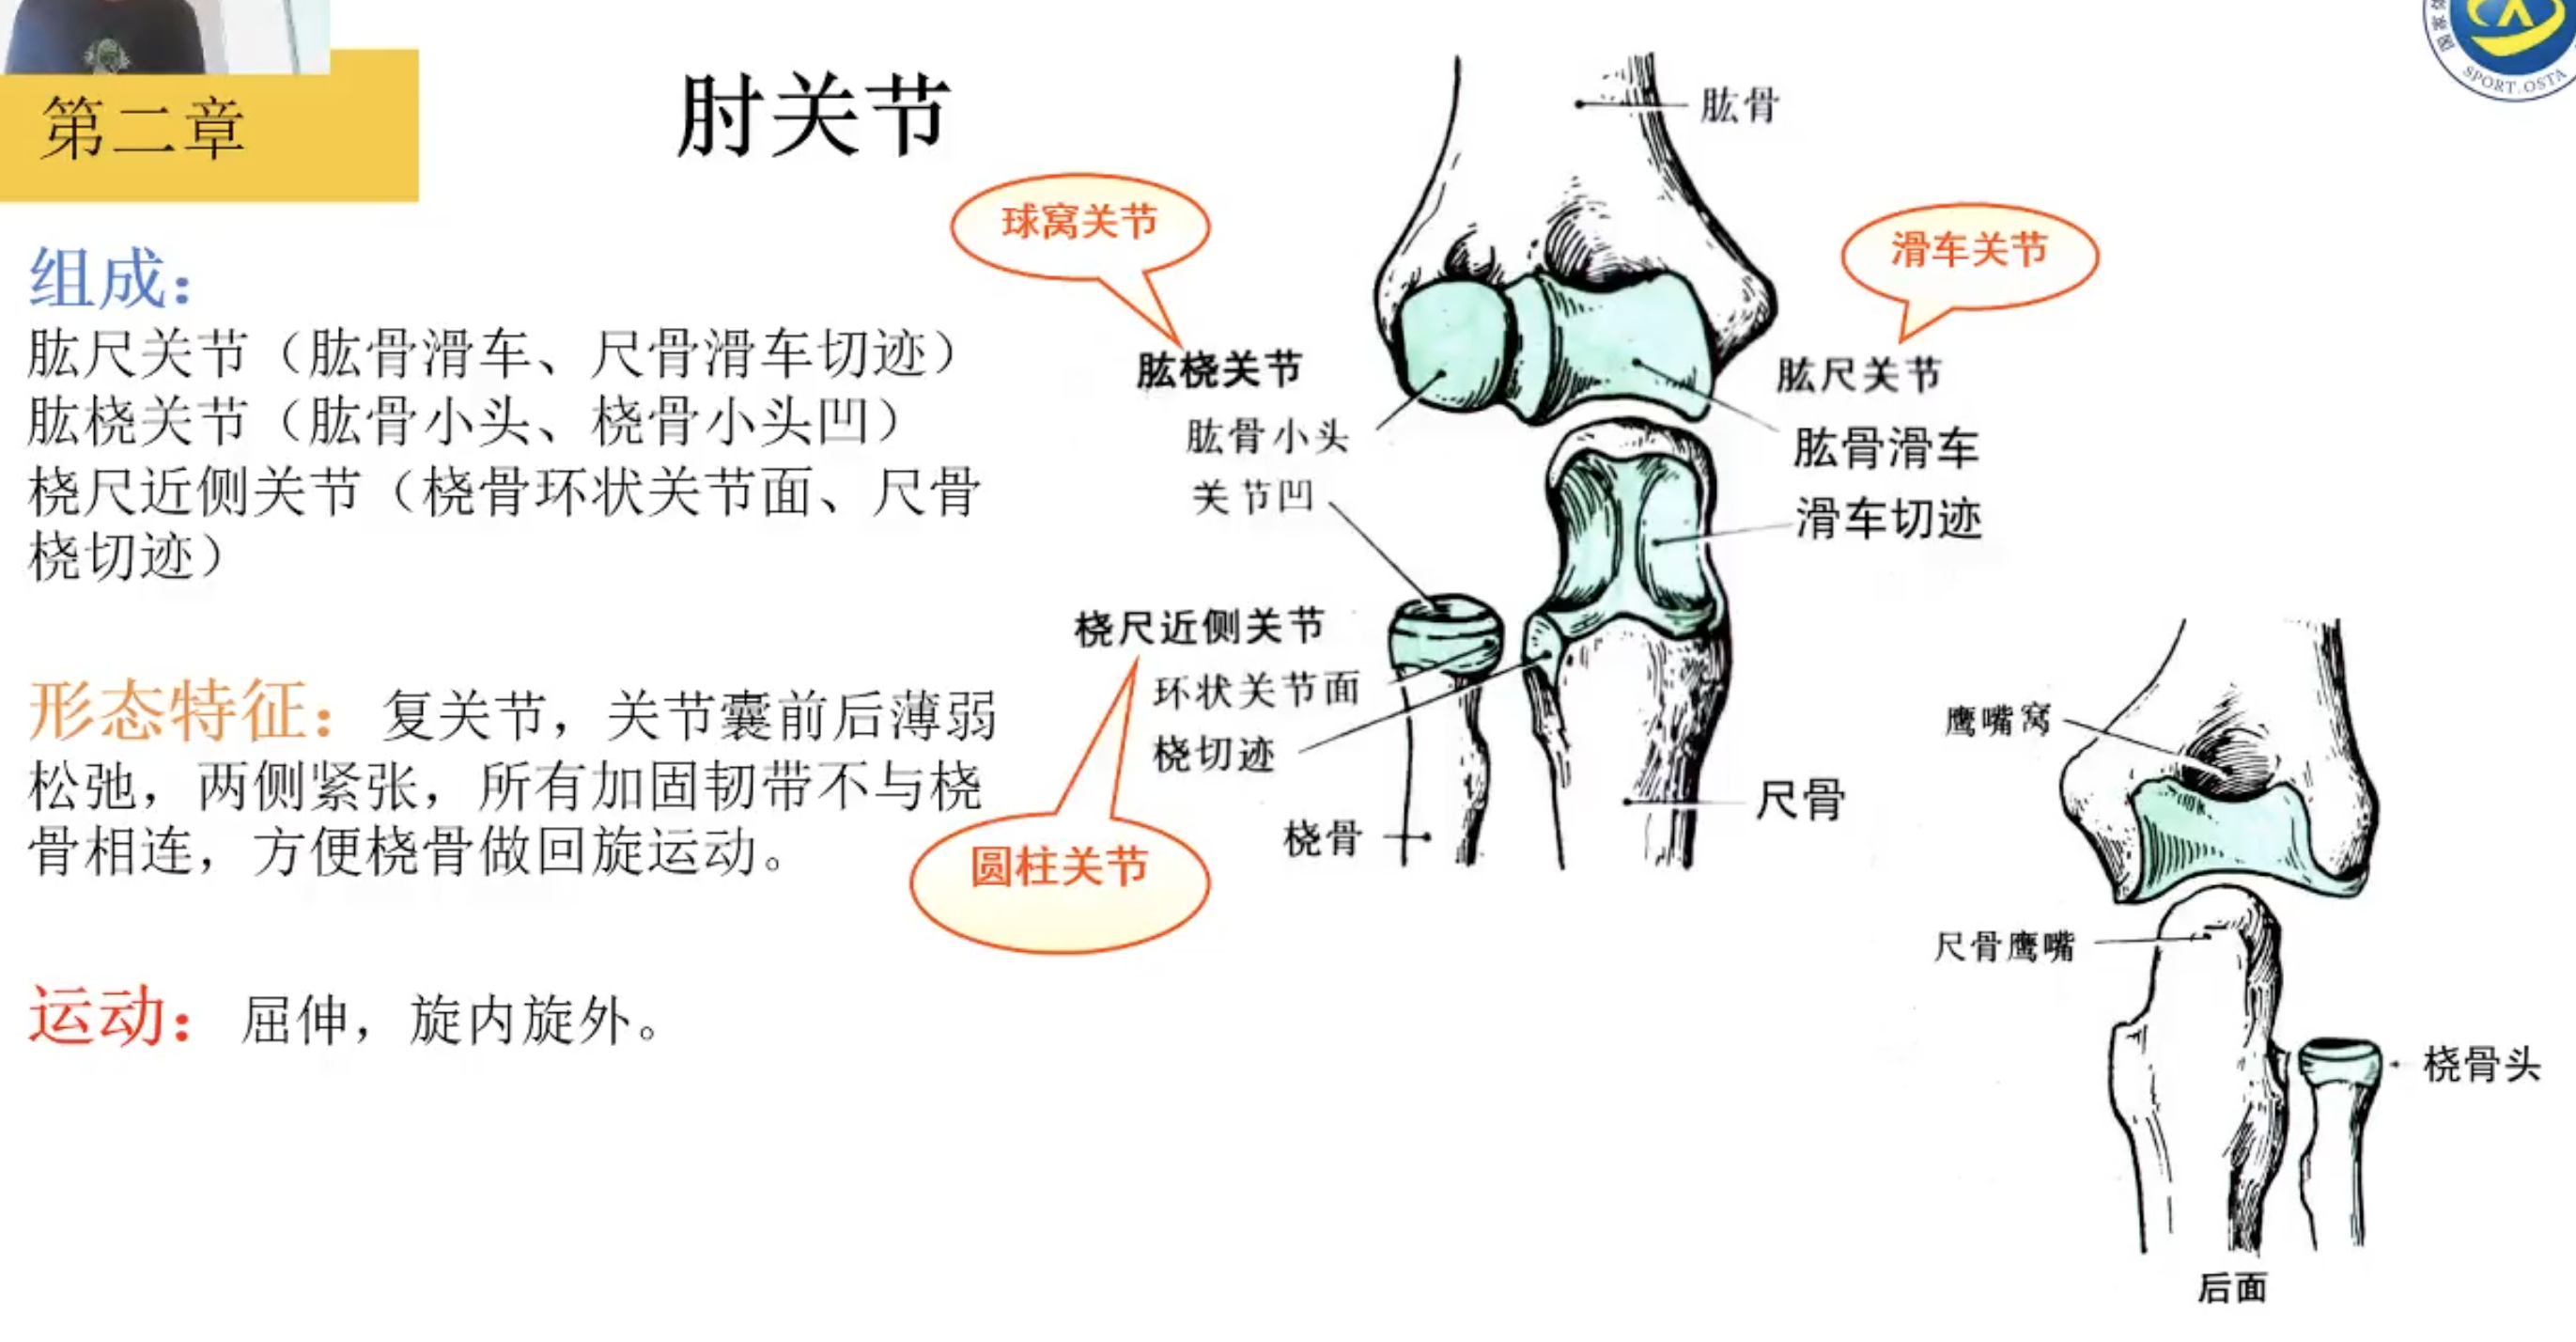 第二章
肘关节
组成：
肱尺关节（肱骨滑车、尺骨滑车切迹）
肱桡关节（肱骨小头、桡骨小头凹）
桡尺近侧关节（桡骨环状关节面、尺骨
桡切迹）
形态特征：复关节，关节囊前后薄弱
松弛，两侧紧张，所有加固韧带不与桡
骨相连，方便桡骨做回旋运动。
运动：屈伸，旋内旋外。
肱骨
球窝关节
滑车关节
肱桡关节
肱尺关节
肱骨小头
肱骨滑车
关节凹
滑车切迹
桡尺近侧关节
环状关节面
桡切迹
尺骨
桡骨
圆柱关节
鹰嘴窝
尺骨鹰嘴
桡骨头
后面
SPORT.OSTA